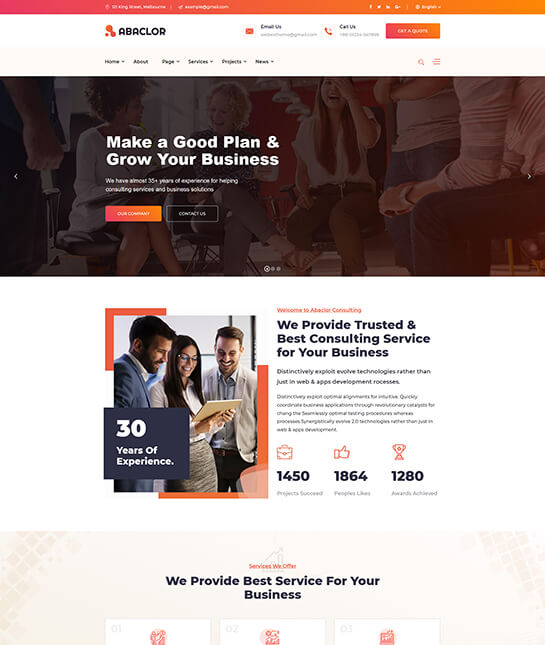 121 King Street, Melbourne
example@gmail.com
English
ABACLOR
Email Us
webexthema@gmail.com
Call Us
GET A QUOTE
Home
About
Page
Services
Projects
News
Make a Good Plan &
Grow Your Business
We have almost 35+ years of experience for helping
consulting services and business solutions
OUR COMPANY
CONTACT US
Welcome to Abaclor Consulting
We Provide Trusted &
Best Consulting Service
for Your Business
Distinctively exploit evolve technologies rather than
just in web & apps development rocesses.
Distinctively exploit optimal alignments for intuitive. Quickly
coordinate business applications through revolutionary catalysts for
chang the Seamlessly optimal testing procedures whereas
processes Synergistically evolve 2.0 technologies rather than just in
web & apps development.
30
Years Of
Experience.
1450
Projects Succeed
1864
Peoples Likes
1280
Awards Achieved
Services We Offer
We Provide Best Service For Your
Business
01
02
03